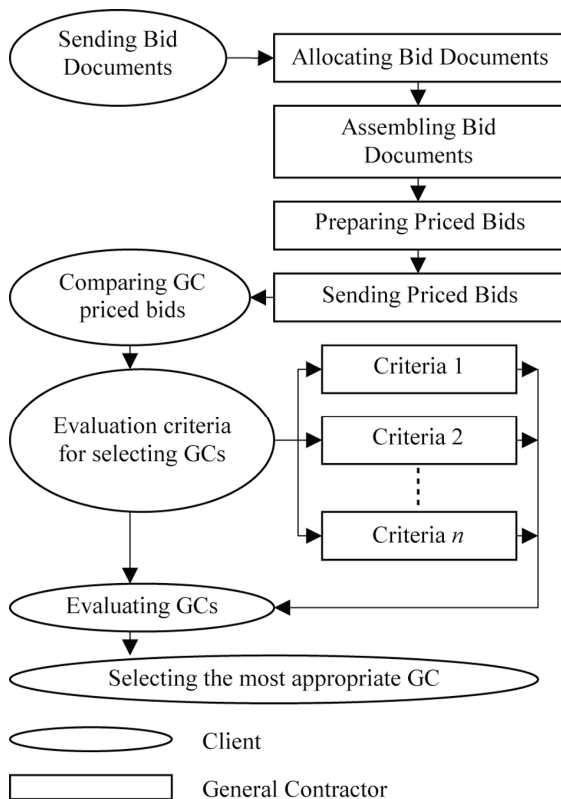 Sending Bid
Documents
Allocating Bid Documents
Assembling Bid
Documents
Preparing Priced Bids
Sending Priced Bids
Comparing GC
priced bids
Evaluation criteria
for selecting GCs
Criteria 1
Criteria 2
Criteria n
Evaluating GCs
Selecting the most appropriate GC
Client
General Contractor